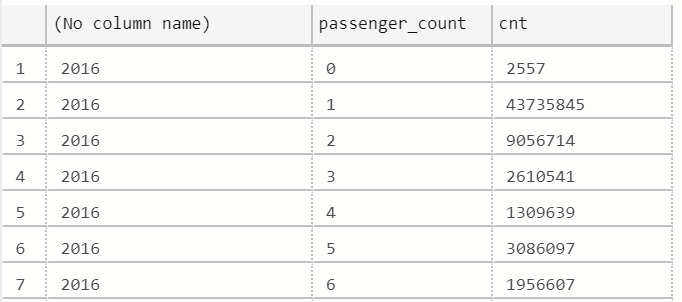 (No column name) passenger_count cnt
1 2016 0 2557
2 2016 1 43735845
3 2016 2 9056714
4 2016 3 2610541
5 2016 4 1309639
6 2016 5 3086097
7 2016 6 1956607